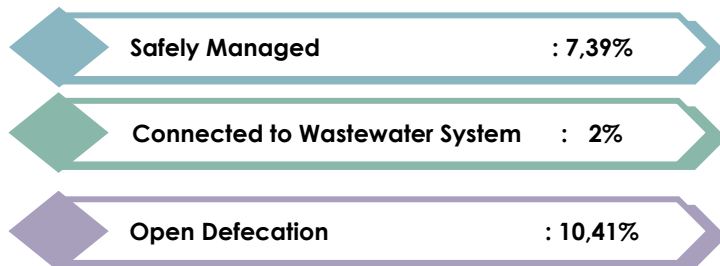 Safely Managed : 7,39%
Connected to Wastewater System : 2%
Open Defecation : 10,41%